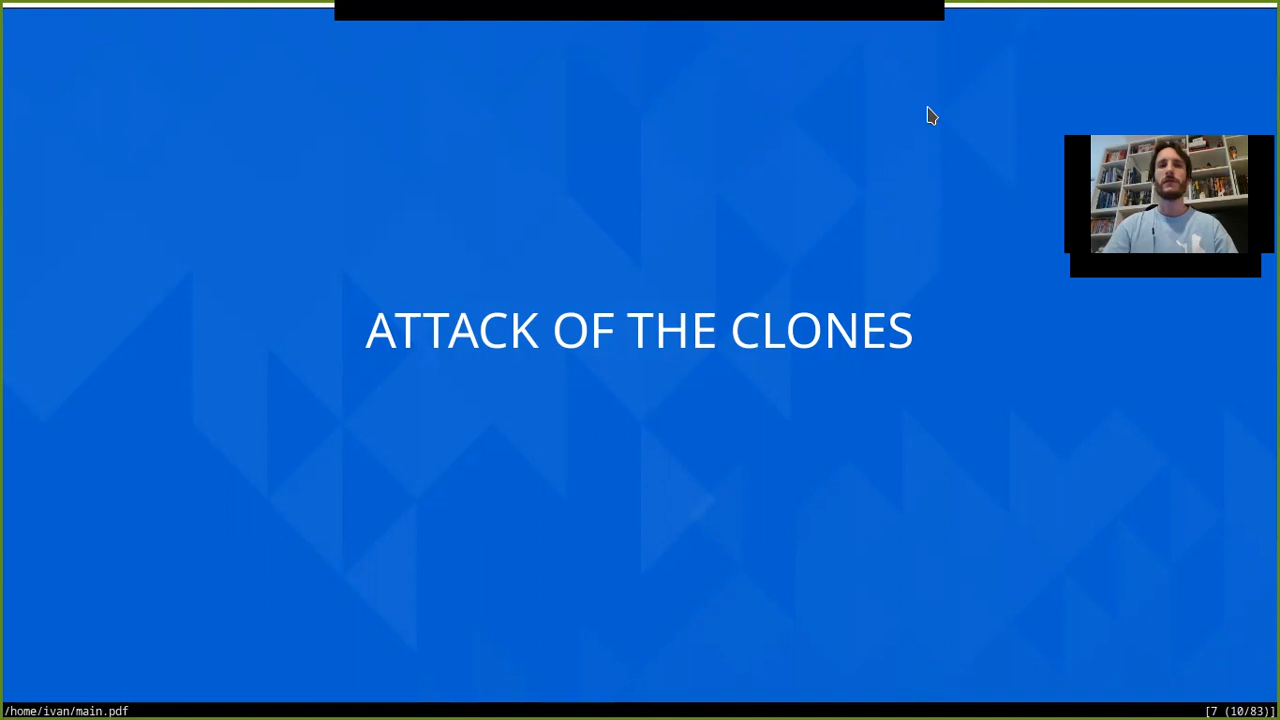 ATTACK OF THE CLONES
/home/ivan/main.pdf
[7 (10/83)]